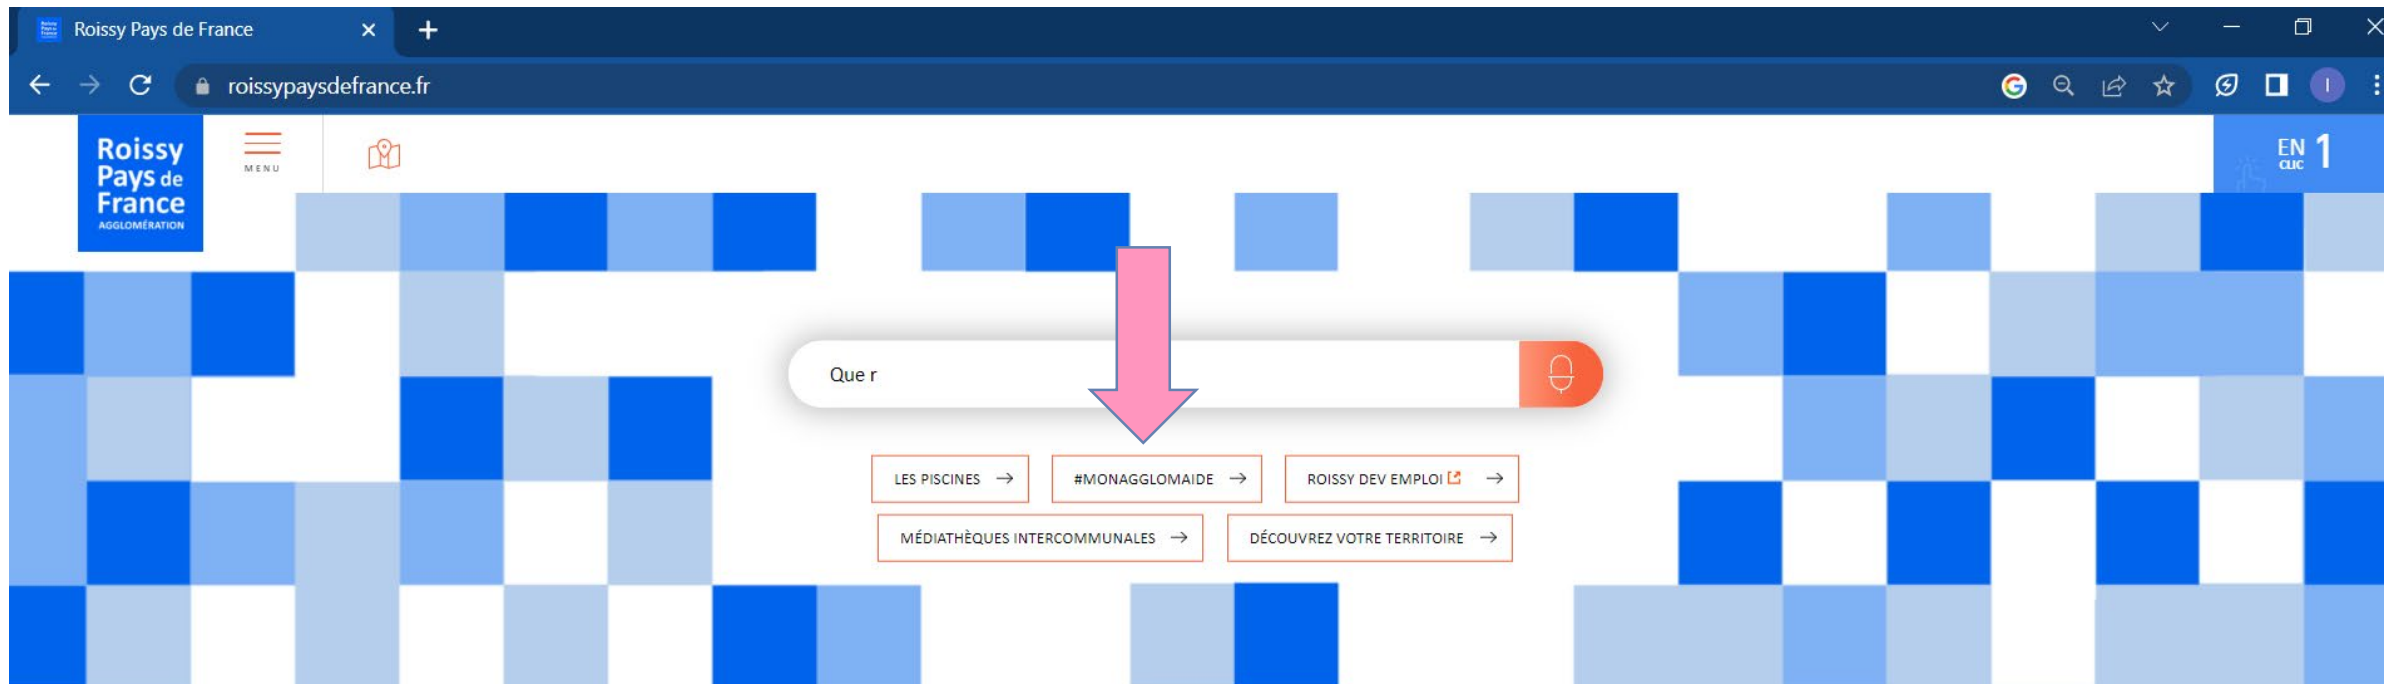 Roissy Pays de France
roissypaysdefrance.fr
I
Roissy
Pays de
France
AGGLOMÉRATION
MENU
EN 1
CLIC
Que r
LES PISCINES →
#MONAGGLOMAIDE →
ROISSY DEV EMPLOI →
MÉDIATHÈQUES INTERCOMMUNALES →
DÉCOUVREZ VOTRE TERRITOIRE →